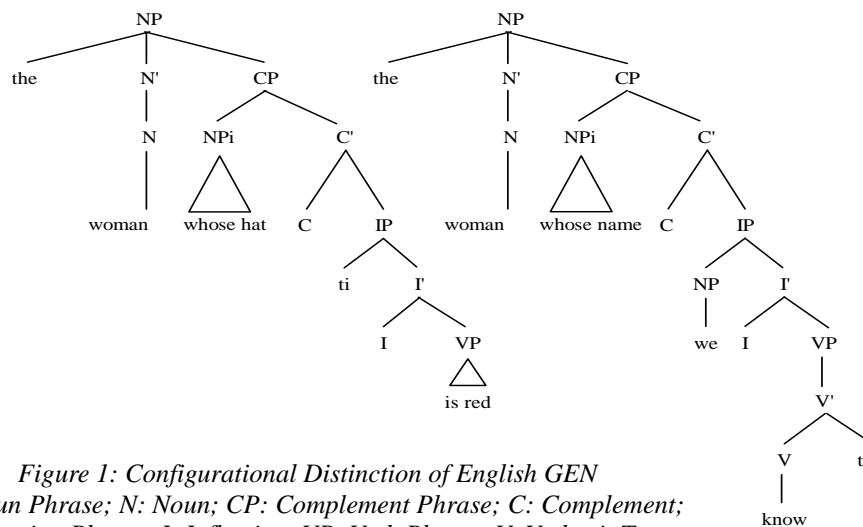 NP NP
the N' CP the N' CP
N NPi C' N NPi C'
woman whose hat C IP woman whose name C IP
ti I' NP I'
I VP we I VP
is red V'
V
know
Figure 1: Configurational Distinction of English GEN
un Phrase; N: Noun; CP: Complement Phrase; C: Complement;